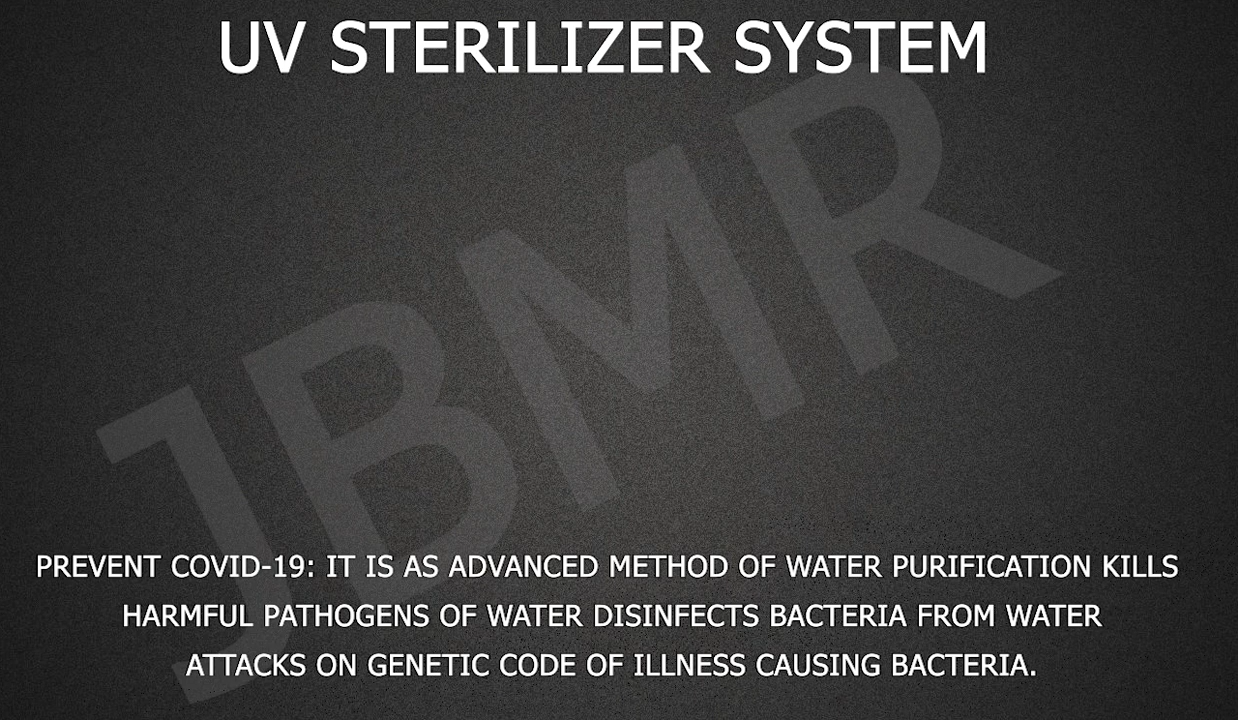 UV STERILIZER SYSTEM
JBMR
PREVENT COVID-19: IT IS AS ADVANCED METHOD OF WATER PURIFICATION KILLS
HARMFUL PATHOGENS OF WATER DISINFECTS BACTERIA FROM WATER
ATTACKS ON GENETIC CODE OF ILLNESS CAUSING BACTERIA.